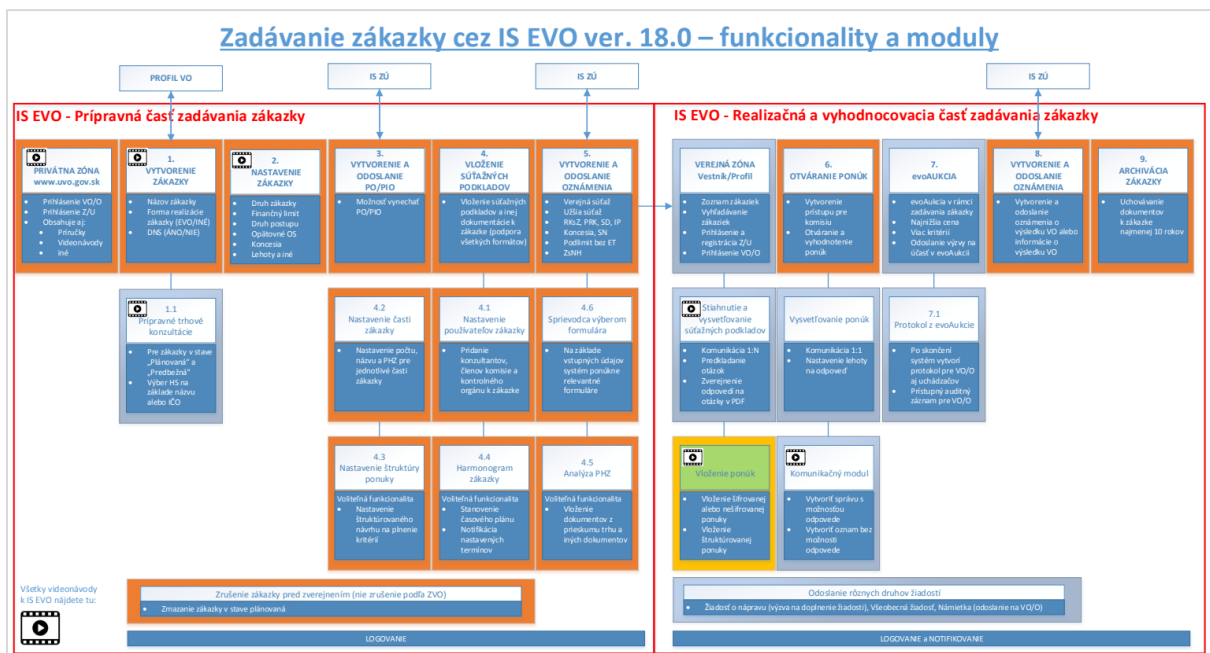 Zadávanie zákazky cez IS EVO ver. 18.0 – funkcionality a moduly
PROFIL VO
IS ZÚ
IS ZÚ
IS ZÚ
IS EVO - Prípravná časť zadávania zákazky
PRIVÁTNA ZÓNA
www.uvo.gov.sk
Prihlásenie VO/O
Prihlásenie Z/U
Obsahuje aj:
Príručky
Videonávody
Iné
1.
VYTVORENIE
ZÁKAZKY
Názov zákazky
Forma realizácie
zákazky (EVO/INÉ)
DNS (ÁNO/NIE)
2.
NASTAVENIE
ZÁKAZKY
Druh zákazky
Finančný limit
Druh postupu
Opätovné OS
Koncesia
Lehoty a iné
3.
VYTVORENIE A
ODOSLANIE
PO/PIO
Možnosť vynechať
PO/PIO
4.
VLOŽENIE
SÚŤAŽNÝCH
PODKLADOV
Vloženie súťažných
podkladov a inej
dokumentácie k
zákazke (podpora
všetkých formátov)
5.
VYTVORENIE A
ODOSLANIE
OZNÁMENIA
Verejná súťaž
Užšia súťaž
RKsZ, PRK, SD, IP
Koncesia, SN
Podlimit bez ET
ZsNH
1.1
Prípravné trhové
konzultácie
Pre zákazky v stave
„Plánovaná“ a
„Predbežná“
Výber HS na
základe názvu
alebo IČO
4.2
Nastavenie časti
zákazky
Nastavenie počtu,
názvu a PHZ pre
jednotlivé časti
zákazky
4.1
Nastavenie
používateľov zákazky
Pridanie
konzultantov,
členov komisie a
kontrolného
orgánu k zákazke
4.6
Sprievodca výberom
formulára
Na základe
vstupných údajov
systém ponúkne
relevantné
formuláre
4.3
Nastavenie štruktúry
ponuky
Voliteľná funkcionalita
Nastavenie
štruktúrovaného
návrhu na plnenie
kritérií
4.4
Harmonogram
zákazky
Voliteľná funkcionalita
Stanovenie
časového plánu
Notifikácia
nastavených
termínov
4.5
Analýza PHZ
Voliteľná funkcionalita
Vloženie
dokumentov z
prieskumu trhu a
iných dokumentov
Všetky videonávody
k IS EVO nájdete tu:
Zrušenie zákazky pred zverejnením (nie zrušenie podľa ZVO)
Zmazanie zákazky v stave plánovaná
LOGOVANIE
IS EVO - Realizačná a vyhodnocovacia časť zadávania zákazky
VEREJNÁ ZÓNA
Vestník/Profil
Zoznam zákaziek
Vyhľadávanie
zákaziek
Prihlásenie a
registrácia Z/U
Prihlásenie VO/O
6.
OTVÁRANIE PONÚK
Vytvorenie
prístupu pre
komisiu
Otváranie a
vyhodnotenie
ponúk
7.
evoAUKCIA
evoAukcia v rámci
zadávania zákazky
Najnižšia cena
Viac kritérií
Odoslanie výzvy na
účasť v evoAukcii
8.
VYTVORENIE A
ODOSLANIE
OZNÁMENIA
Vytvorenie a
odoslanie
oznámenia o
výsledku VO alebo
informácie o
výsledku VO
9.
ARCHIVÁCIA
ZÁKAZKY
Uchovávanie
dokumentov
k zákazke
najmenej 10 rokov
Stiahnutie a
vysvetľovanie
súťažných podkladov
Komunikácia 1:N
Predkladanie
otázok
Zverejnenie
odpovedí na
otázky v PDF
Vysvetľovanie ponúk
Komunikácia 1:1
Nastavenie lehoty
na odpoveď
7.1
Protokol z evoAukcie
Po skončení
systém vytvorí
protokol pre VO/O
aj uchádzačov
Prístupný auditný
záznam pre VO/O
Vloženie ponúk
Vloženie šifrovanej
alebo nešifrovanej
ponuky
Vloženie
štruktúrovanej
ponuky
Komunikačný modul
Vytvoriť správu s
možnosťou
odpovede
Vytvoriť oznam bez
možnosti
odpovede
Odoslanie rôznych druhov žiadostí
Žiadosť o nápravu (výzva na doplnenie žiadosti), Všeobecná žiadosť, Námietka (odoslanie na VO/O)
LOGOVANIE a NOTIFIKOVANIE